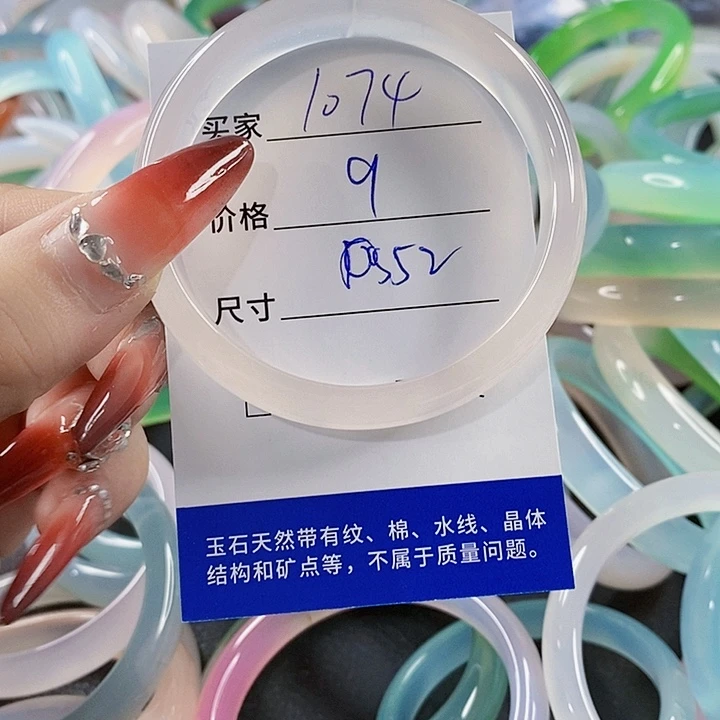 买家 1074
价格 9
尺寸
玉石天然带有纹、棉、水线、晶体
结构和矿点等，不属于质量问题。